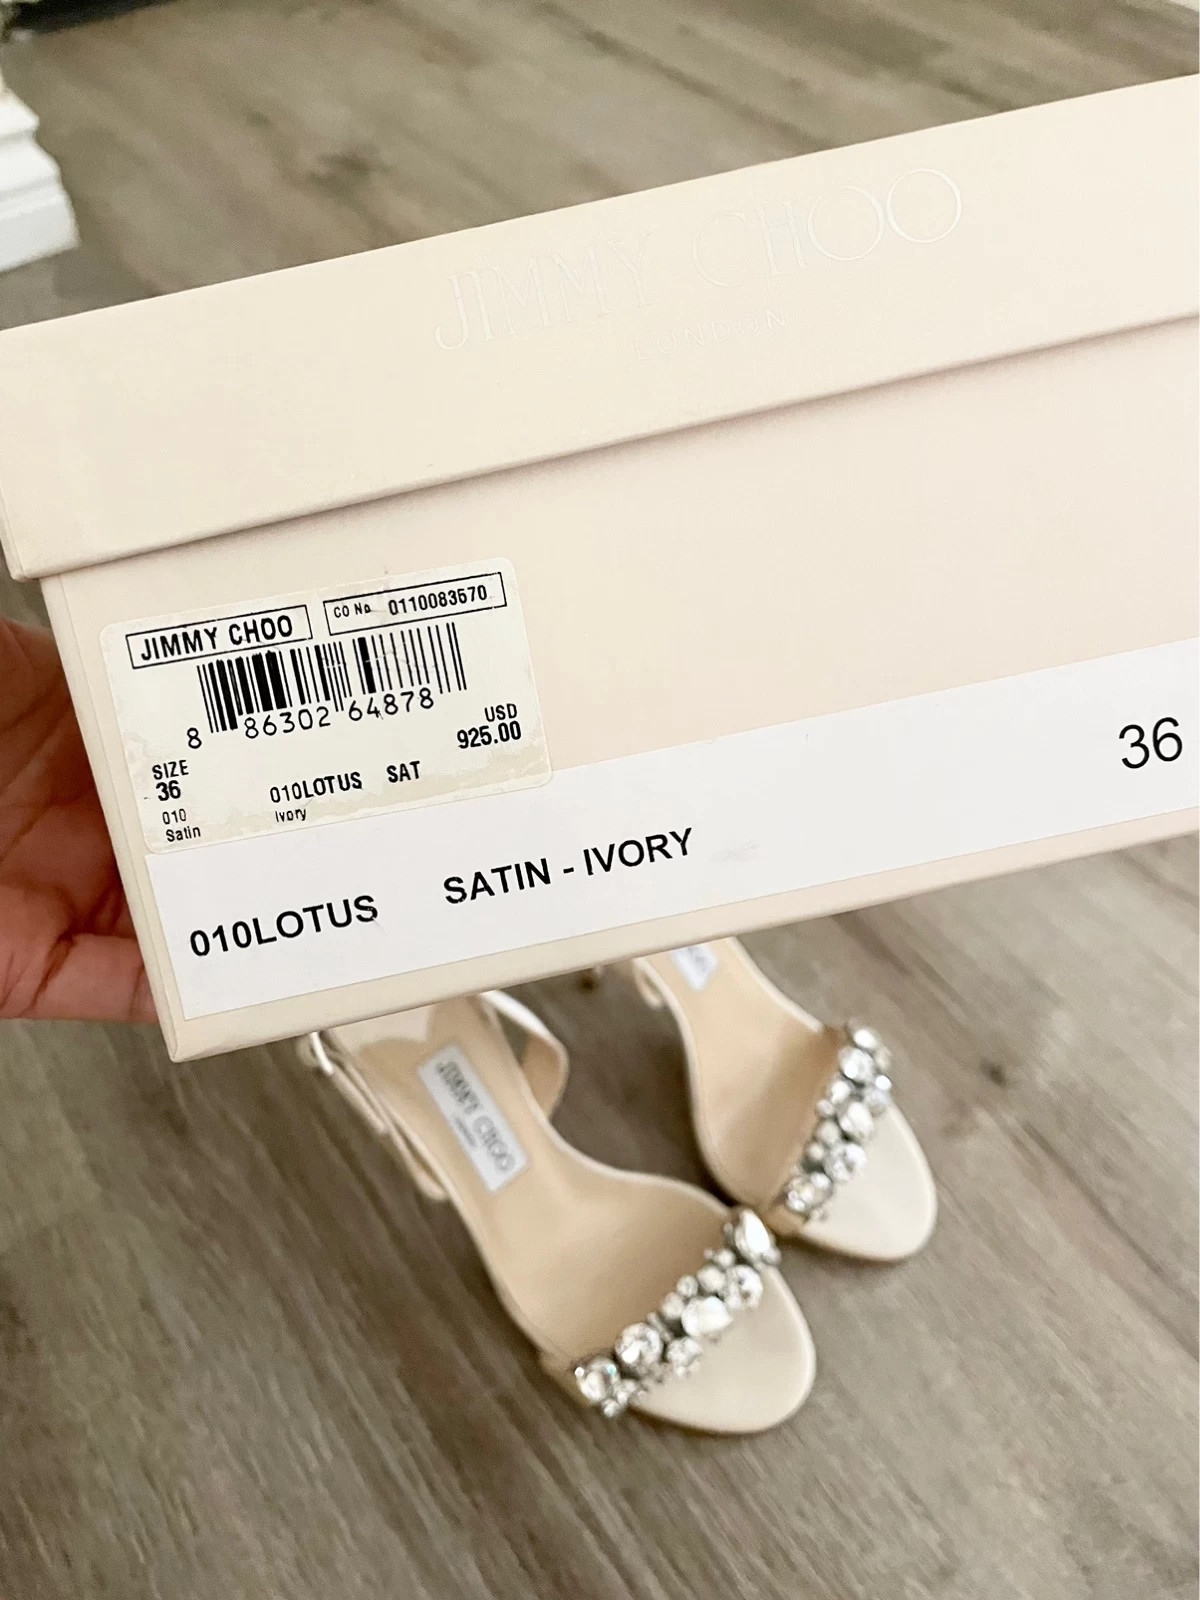 JIMMY CHOO
LONDON
JIMMY CHOO
CO No 0110083570
8 86302 64878
USD
925.00
SIZE
36
010LOTUS SAT
010
Ivory
Satin
36
010LOTUS SATIN - IVORY
JIMMY CHOO